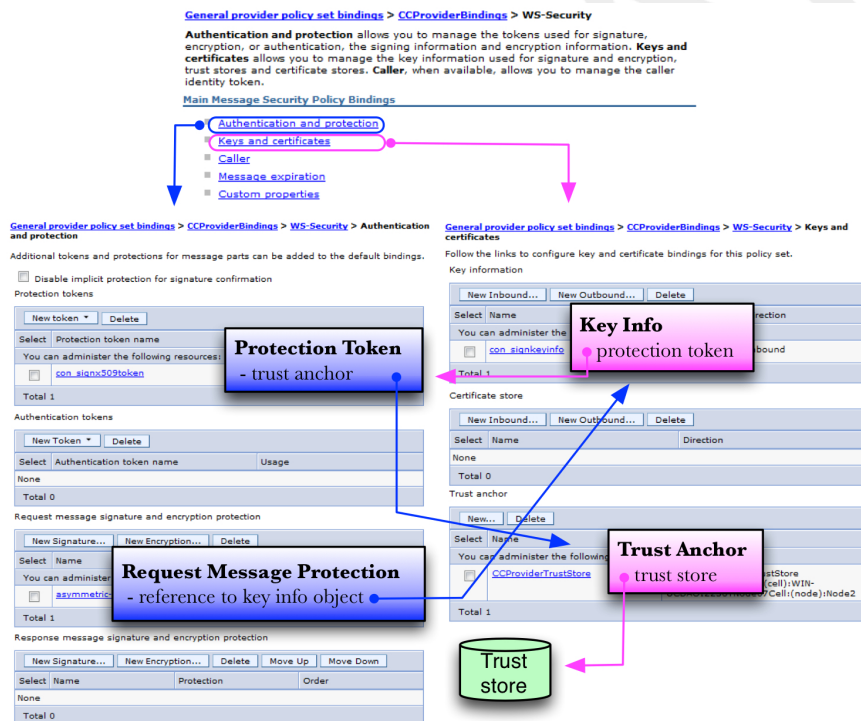 General provider policy set bindings > CCProviderBindings > WS-Security
Authentication and protection allows you to manage the tokens used for signature,
encryption, or authentication, the signing information and encryption information. Keys and
certificates allows you to manage the key information used for signature and encryption,
trust stores and certificate stores. Caller, when available, allows you to manage the caller
identity token.
Main Message Security Policy Bindings
Authentication and protection
Keys and certificates
Caller
Message expiration
Custom properties
General provider policy set bindings > CCProviderBindings > WS-Security > Authentication
and protection
Additional tokens and protections for message parts can be added to the default bindings.
Disable implicit protection for signature confirmation
Protection tokens
New token Delete
Select Protection token name
You can administer the following resources:
con_signx509token
Total 1
Protection Token
- trust anchor
Authentication tokens
New Token Delete
Select Authentication token name Usage
None
Total 0
Request message signature and encryption protection
New Signature... New Encryption... Delete
Select Name
You can administer
asymmetric-
Total 1
Request Message Protection
- reference to key info object
Response message signature and encryption protection
New Signature... New Encryption... Delete Move Up Move Down
Select Name Protection Order
None
Total 0
General provider policy set bindings > CCProviderBindings > WS-Security > Keys and
certificates
Follow the links to configure key and certificate bindings for this policy set.
Key information
New Inbound... New Outbound... Delete
Select Name rection
You can administer the
con_signkeyinfo bound
Total 1
Key Info
- protection token
Certificate store
New Inbound... New Outbound... Delete
Select Name Direction
None
Total 0
Trust anchor
New... Delete
Select Name
You can administer the following
CCProviderTrustStore stStore
(cell):WIN-
7Cell:(node):Node2
Total 1
Trust Anchor
- trust store
Trust
store